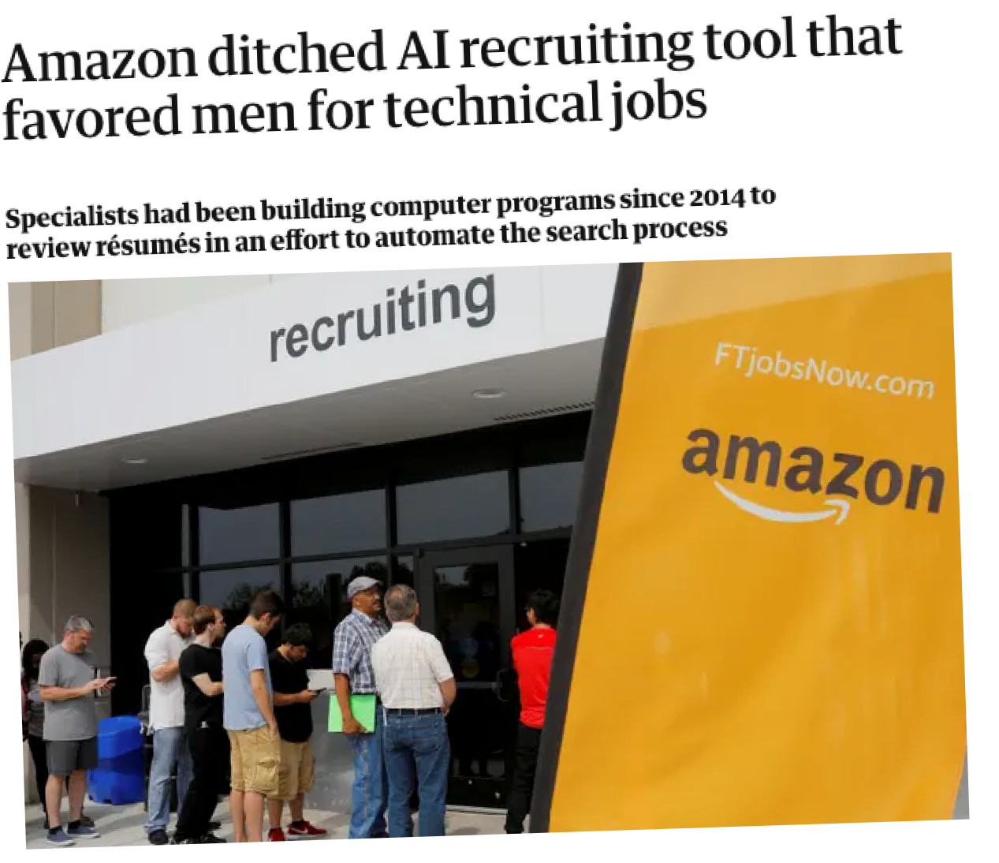 Amazon ditched AI recruiting tool that
favored men for technical jobs
Specialists had been building computer programs since 2014 to
review résumés in an effort to automate the search process
recruiting
FTjobsNow.com
amazon